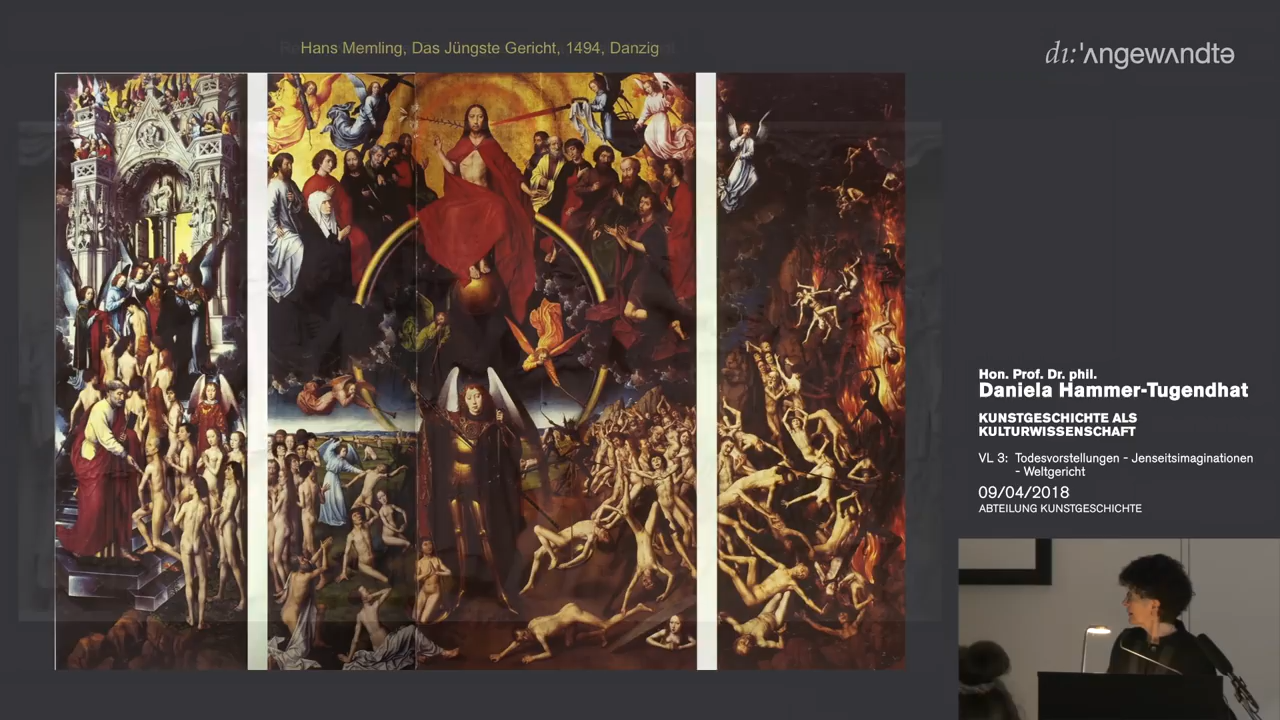 Hans Memling, Das Jüngste Gericht, 1494, Danzig
dı:'ʌngewʌndtə
Hon. Prof. Dr. phil.
Daniela Hammer-Tugendhat
KUNSTGESCHICHTE ALS
KULTURWISSENSCHAFT
VL 3: Todesvorstellungen - Jenseitsimaginationen
- Weltgericht
09/04/2018
ABTEILUNG KUNSTGESCHICHTE